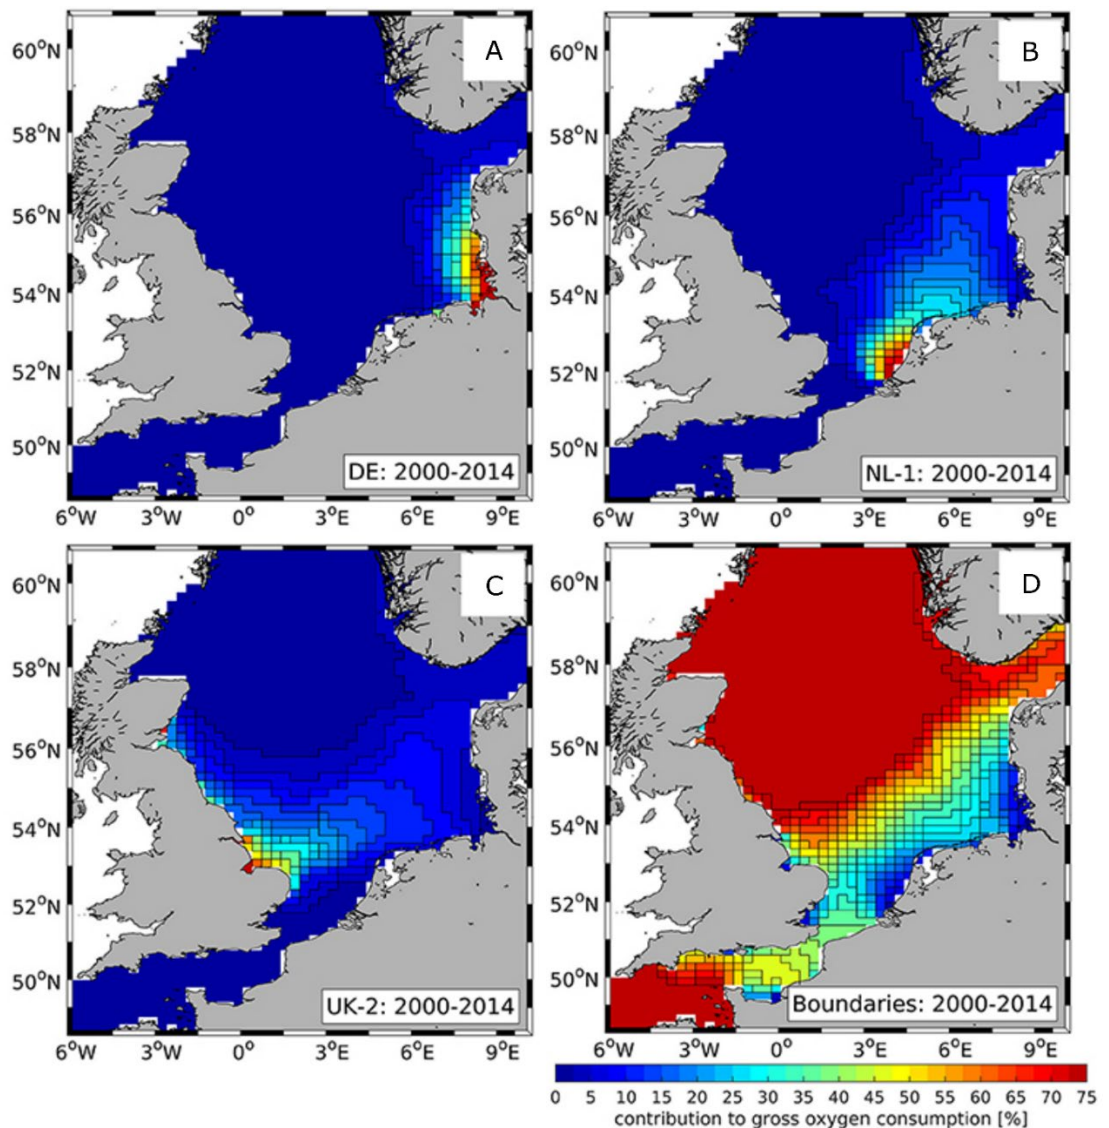 A
60°N
58°N
56°N
54°N
52°N
50°N
DE: 2000-2014
6°W 3°W 0° 3°E 6°E 9°E
B
60°N
58°N
56°N
54°N
52°N
50°N
NL-1: 2000-2014
6°W 3°W 0° 3°E 6°E 9°E
C
60°N
58°N
56°N
54°N
52°N
50°N
UK-2: 2000-2014
6°W 3°W 0° 3°E 6°E 9°E
D
60°N
58°N
56°N
54°N
52°N
50°N
Boundaries: 2000-2014
6°W 3°W 0° 3°E 6°E 9°E
0 5 10 15 20 25 30 35 40 45 50 55 60 65 70 75
contribution to gross oxygen consumption [%]